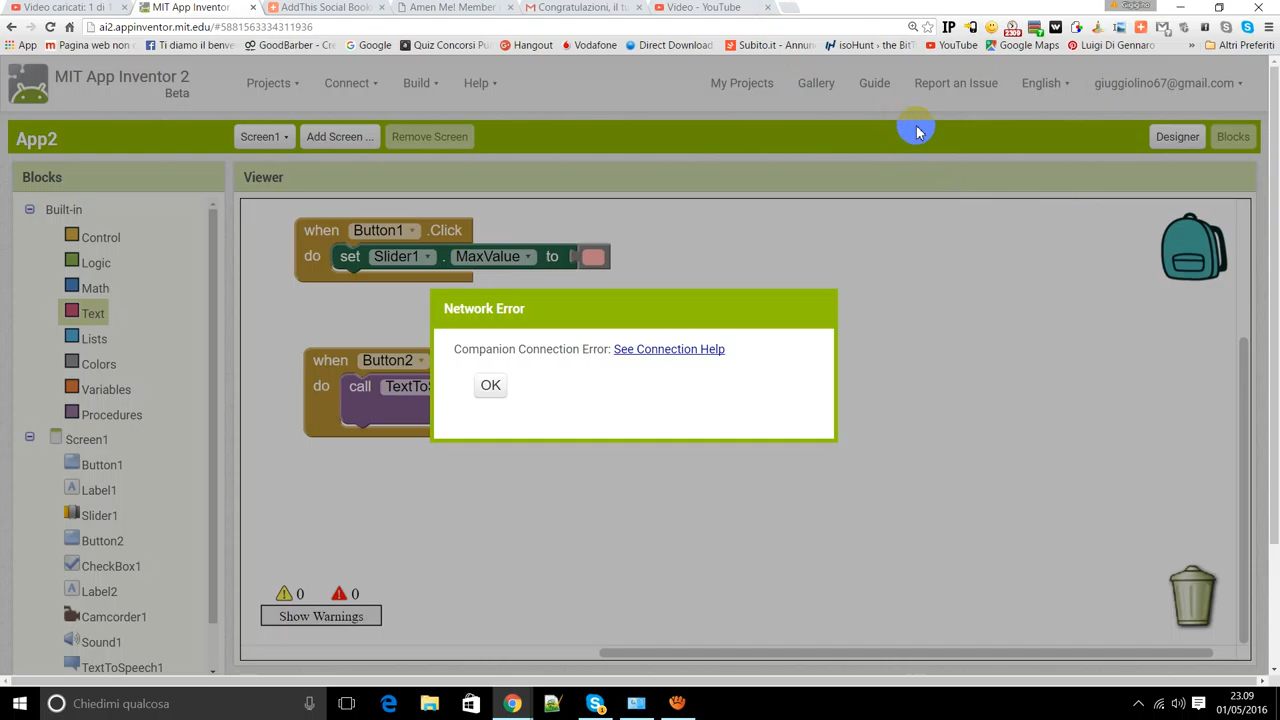 Video caricati: 1 di 1
MIT App Inventor
AddThis Social Book
Amen Me! Member
Congratulazioni, il tu
Video - YouTube
Gigigino
ai2.appinventor.mit.edu/#5881563334311936
App
Pagina web non
Ti diamo il benve
GoodBarber - Cre
Google
Quiz Concorsi Pu
Hangout
Vodafone
Direct Download
Subito.it - Annun
isoHunt › the BitT
YouTube
Google Maps
Luigi Di Gennaro
Altri Preferiti
MIT App Inventor 2
Beta
Projects
Connect
Build
Help
My Projects
Gallery
Guide
Report an Issue
English
giuggiolino67@gmail.com
App2
Screen1
Add Screen ...
Remove Screen
Designer
Blocks
Blocks
Viewer
Built-in
Control
Logic
Math
Text
Lists
Colors
Variables
Procedures
Screen1
Button1
Label1
Slider1
Button2
CheckBox1
Label2
Camcorder1
Sound1
TextToSpeech1
when Button1 .Click
do set Slider1 . MaxValue to
when Button2
do call TextToS
Network Error
Companion Connection Error: See Connection Help
OK
0 0
Show Warnings
Chiedimi qualcosa
23.09
01/05/2016